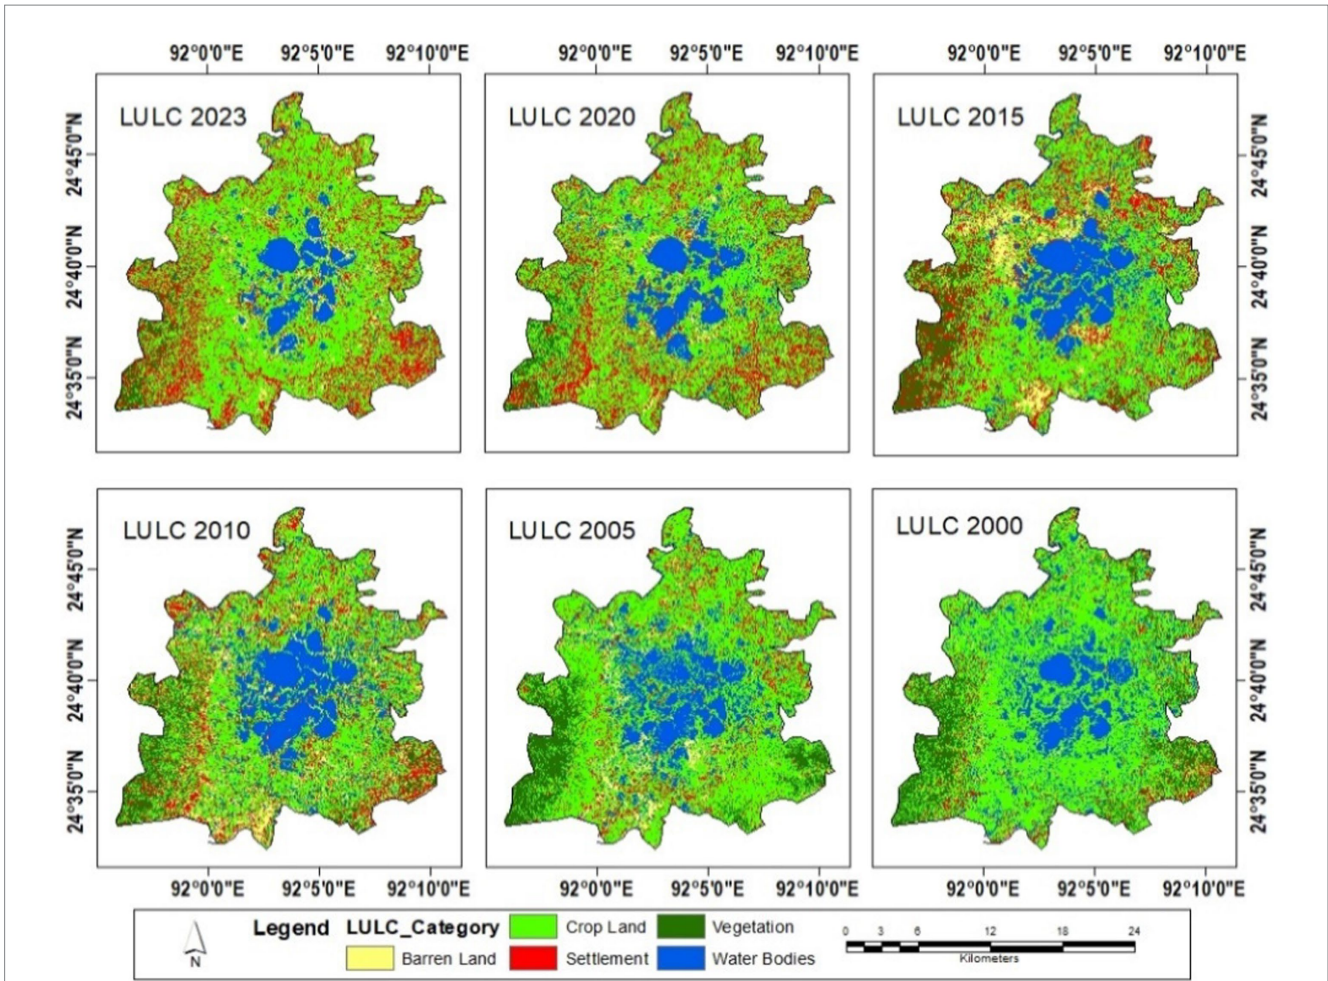 92°0'0"E 92°5'0"E 92°10'0"E 92°0'0"E 92°5'0"E 92°10'0"E 92°0'0"E 92°5'0"E 92°10'0"E
LULC 2023 LULC 2020 LULC 2015
24°45'0"N 24°45'0"N
24°40'0"N 24°40'0"N
24°35'0"N 24°35'0"N
LULC 2010 LULC 2005 LULC 2000
24°45'0"N 24°45'0"N
24°40'0"N 24°40'0"N
24°35'0"N 24°35'0"N
92°0'0"E 92°5'0"E 92°10'0"E 92°0'0"E 92°5'0"E 92°10'0"E 92°0'0"E 92°5'0"E 92°10'0"E
Legend LULC_Category Crop Land Vegetation 0 3 6 12 18 24
N Barren Land Settlement Water Bodies Kilometers